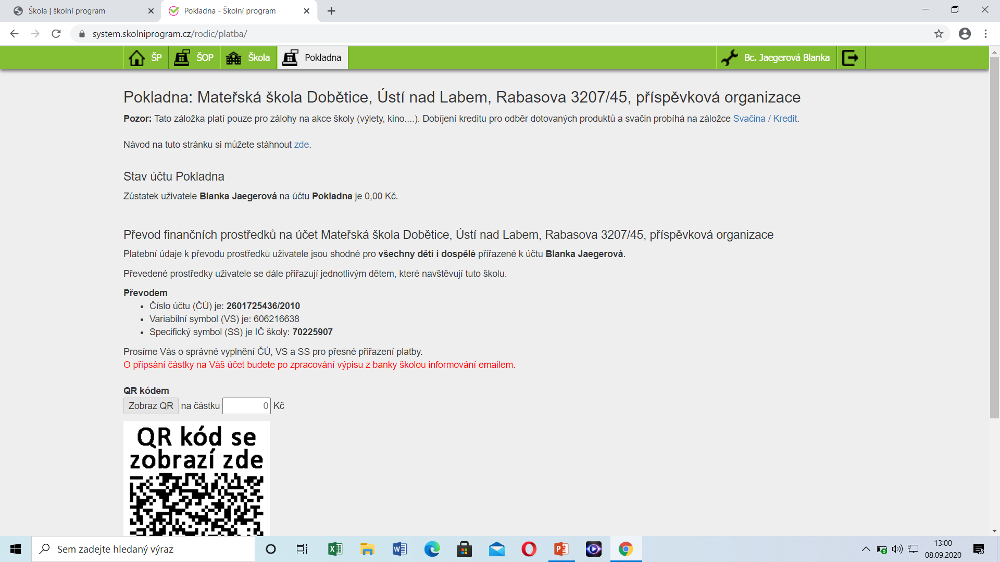 Škola | školní program
Pokladna - Školní program
system.skolniprogram.cz/rodic/platba/
ŠP
ŠOP
Škola
Pokladna
Bc. Jaegerová Blanka
Pokladna: Mateřská škola Dobětice, Ústí nad Labem, Rabasova 3207/45, příspěvková organizace
Pozor: Tato záložka platí pouze pro zálohy na akce školy (výlety, kino....). Dobíjení kreditu pro odběr dotovaných produktů a svačin probíhá na záložce Svačina / Kredit.
Návod na tuto stránku si můžete stáhnout zde.
Stav účtu Pokladna
Zůstatek uživatele Blanka Jaegerová na účtu Pokladna je 0,00 Kč.
Převod finančních prostředků na účet Mateřská škola Dobětice, Ústí nad Labem, Rabasova 3207/45, příspěvková organizace
Platební údaje k převodu prostředků uživatele jsou shodné pro všechny děti i dospělé přiřazené k účtu Blanka Jaegerová.
Převedené prostředky uživatele se dále přiřazují jednotlivým dětem, které navštěvují tuto školu.
Převodem
• Číslo účtu (ČÚ) je: 2601725436/2010
• Variabilní symbol (VS) je: 606216638
• Specifický symbol (SS) je IČ školy: 70225907
Prosíme Vás o správné vyplnění ČÚ, VS a SS pro přesné přiřazení platby.
O připsání částky na Váš účet budete po zpracování výpisu z banky školou informování emailem.
QR kódem
Zobraz QR na částku 0 Kč
QR kód se
zobrazí zde
Sem zadejte hledaný výraz
13:00
08.09.2020